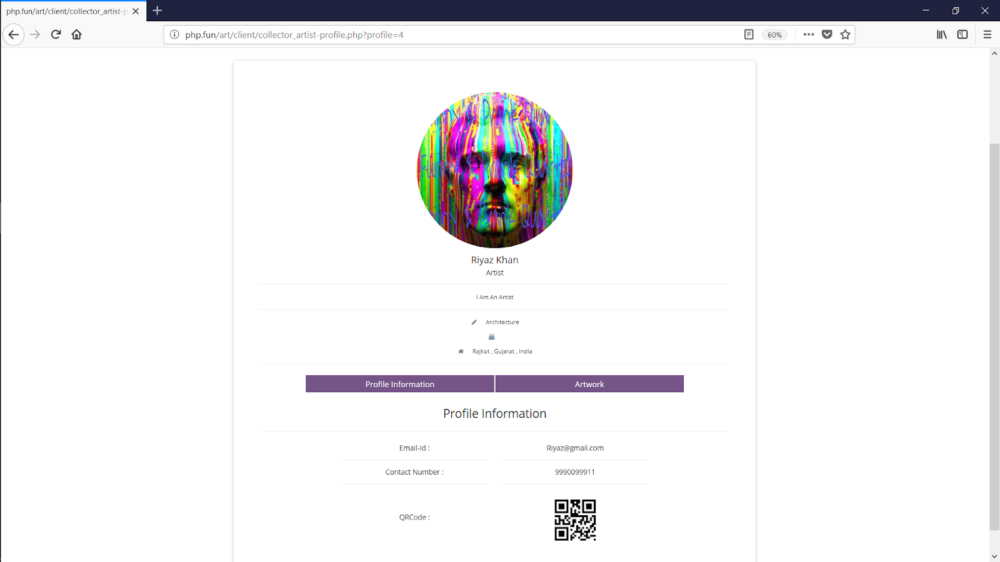 php.fun/art/client/collector_artist-p
php.fun/art/client/collector_artist-profile.php?profile=4
60%
Riyaz Khan
Artist
I Am An Artist
Architecture
Rajkot , Gujarat , India
Profile Information
Artwork
Profile Information
Email-Id :
Riyaz@gmail.com
Contact Number :
9990099911
QRCode :